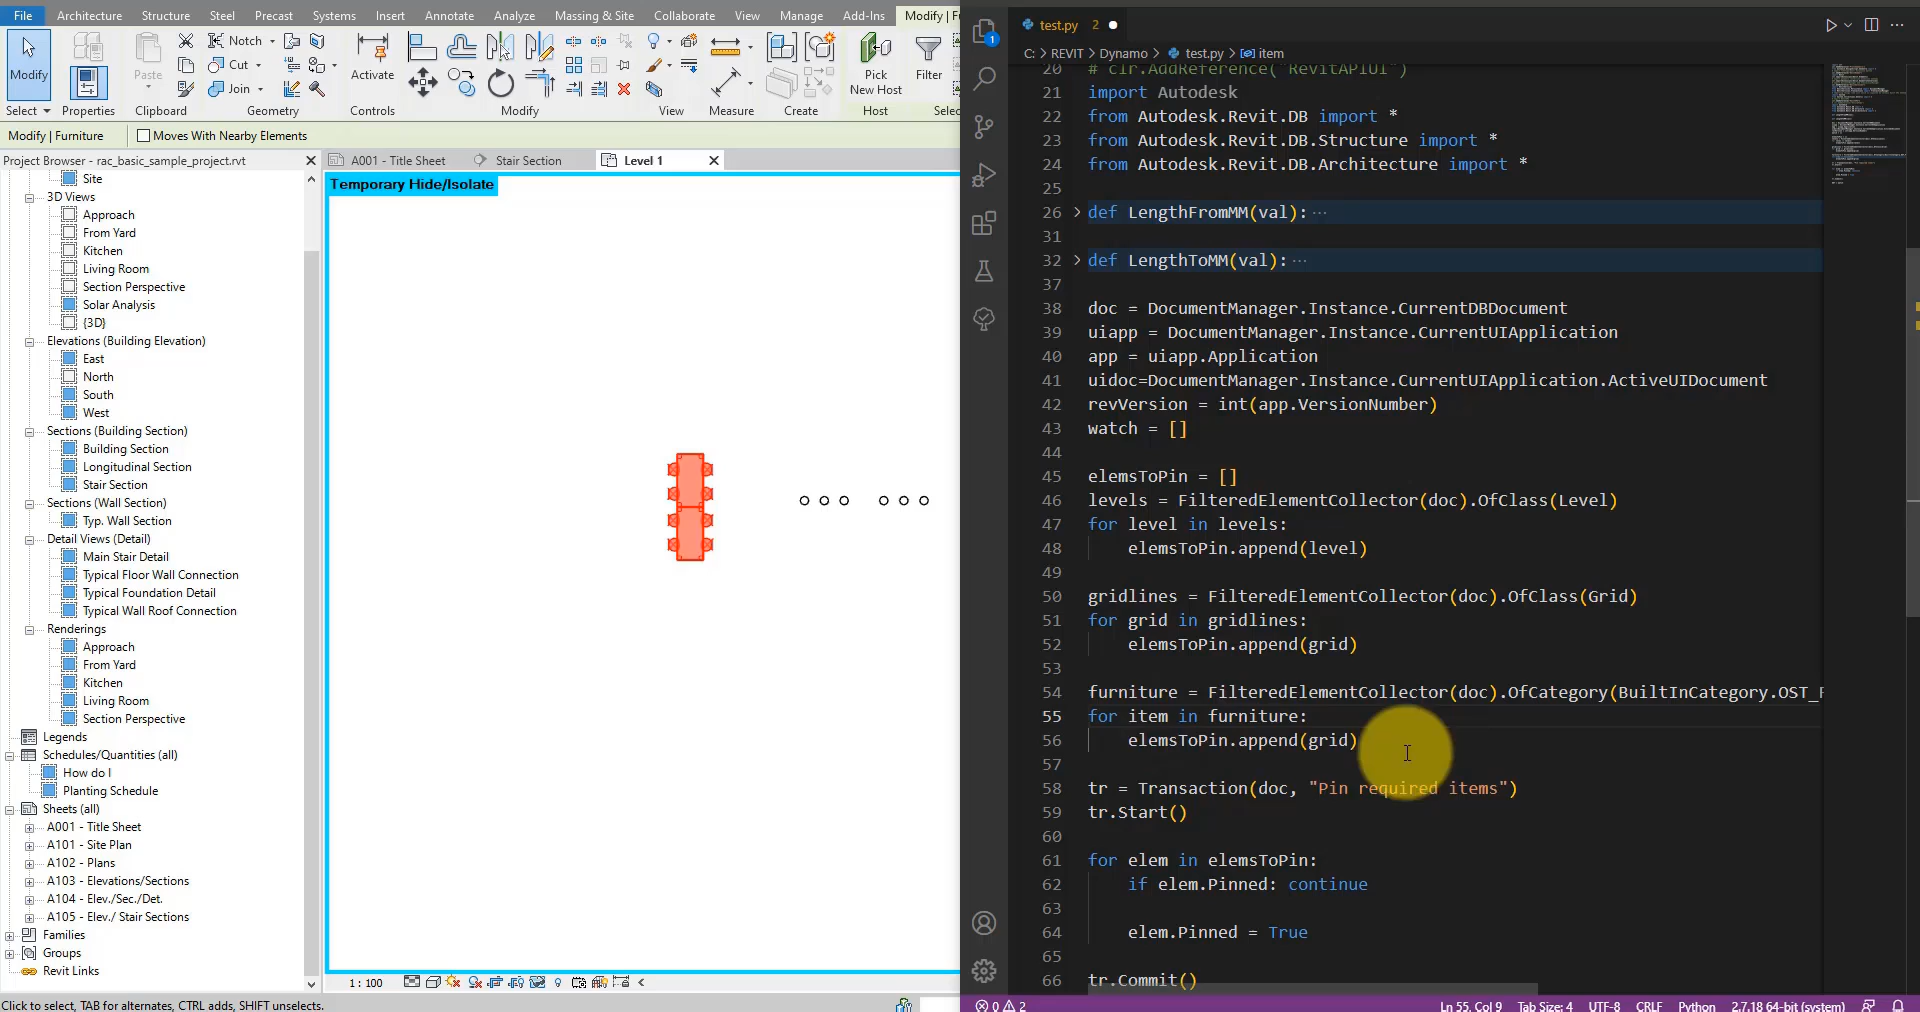 File Architecture Structure Steel Precast Systems Insert Annotate Analyze Massing & Site Collaborate View Manage Add-Ins Modify | Fu
Modify
Paste
Notch
Cut
Join
Activate
Pick
New Host
Filter
Select Properties Clipboard Geometry Controls Modify View Measure Create Host Selec
Modify | Furniture
Moves With Nearby Elements
Project Browser - rac_basic_sample_project.rvt
A001 - Title Sheet
Stair Section
Level 1
Temporary Hide/Isolate
Site
3D Views
Approach
From Yard
Kitchen
Living Room
Section Perspective
Solar Analysis
{3D}
Elevations (Building Elevation)
East
North
South
West
Sections (Building Section)
Building Section
Longitudinal Section
Stair Section
Sections (Wall Section)
Typ. Wall Section
Detail Views (Detail)
Main Stair Detail
Typical Floor Wall Connection
Typical Foundation Detail
Typical Wall Roof Connection
Renderings
Approach
From Yard
Kitchen
Living Room
Section Perspective
Legends
Schedules/Quantities (all)
How do I
Planting Schedule
Sheets (all)
A001 - Title Sheet
A101 - Site Plan
A102 - Plans
A103 - Elevations/Sections
A104 - Elev./Sec./Det.
A105 - Elev./ Stair Sections
Families
Groups
Revit Links
1 : 100
Click to select, TAB for alternates, CTRL adds, SHIFT unselects.
test.py 2
C: > REVIT > Dynamo > test.py > item
1
20 # clr.AddReference("RevitAPIUI")
21 import Autodesk
22 from Autodesk.Revit.DB import *
23 from Autodesk.Revit.DB.Structure import *
24 from Autodesk.Revit.DB.Architecture import *
25
26 def LengthFromMM(val): ...
31
32 def LengthToMM(val): ...
37
38 doc = DocumentManager.Instance.CurrentDBDocument
39 uiapp = DocumentManager.Instance.CurrentUIApplication
40 app = uiapp.Application
41 uidoc=DocumentManager.Instance.CurrentUIApplication.ActiveUIDocument
42 revVersion = int(app.VersionNumber)
43 watch = []
44
45 elemsToPin = []
46 levels = FilteredElementCollector(doc).OfClass(Level)
47 for level in levels:
48 elemsToPin.append(level)
49
50 gridlines = FilteredElementCollector(doc).OfClass(Grid)
51 for grid in gridlines:
52 elemsToPin.append(grid)
53
54 furniture = FilteredElementCollector(doc).OfCategory(BuiltInCategory.OST_F
55 for item in furniture:
56 elemsToPin.append(grid)
57
58 tr = Transaction(doc, "Pin required items")
59 tr.Start()
60
61 for elem in elemsToPin:
62 if elem.Pinned: continue
63
64 elem.Pinned = True
65
66 tr.Commit()
0 2 Ln 55, Col 9 Tab Size: 4 UTF-8 CRLF Python 2.7.18 64-bit (system)